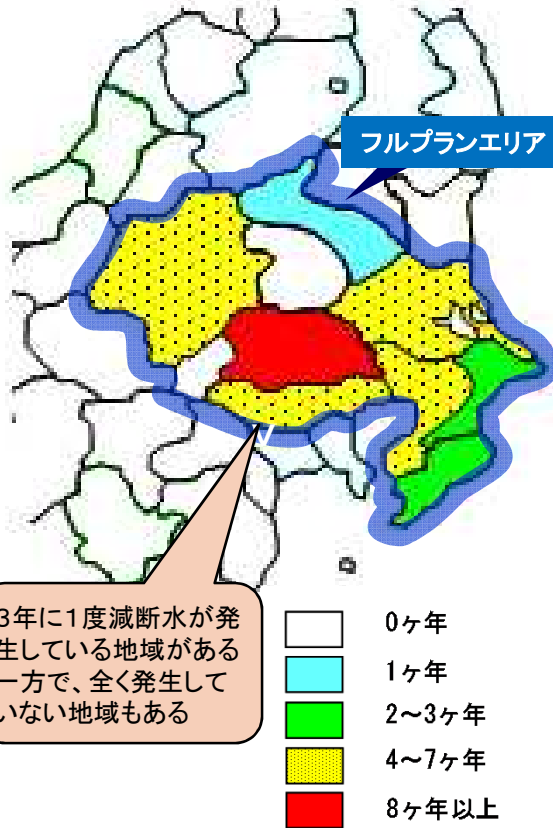 フルプランエリア
3年に1度減断水が発
生している地域がある
一方で、全く発生して
いない地域もある
0ヶ年
1ヶ年
2～3ヶ年
4～7ヶ年
8ヶ年以上